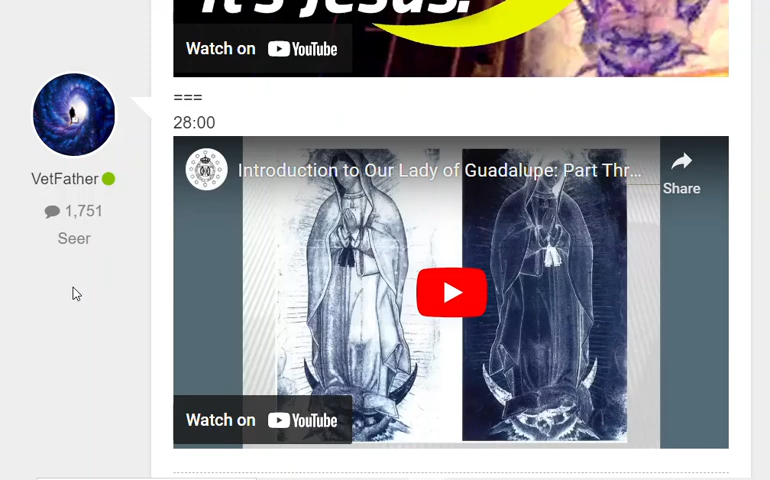 It's Jesus.
Watch on YouTube
===
28:00
Introduction to Our Lady of Guadalupe: Part Thr...
Share
VetFather
1,751
Seer
Watch on YouTube